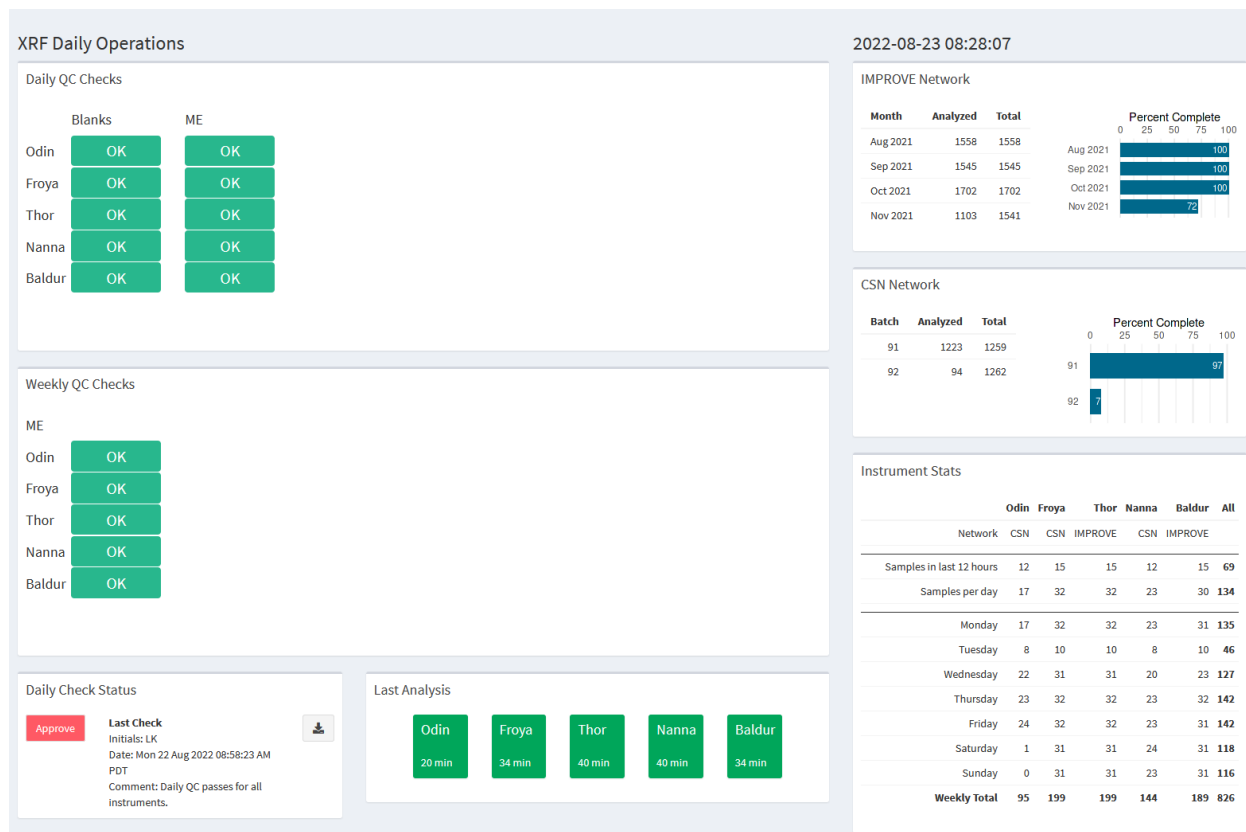 XRF Daily Operations
2022-08-23 08:28:07
Daily QC Checks
Blanks ME
Odin OK OK
Froya OK OK
Thor OK OK
Nanna OK OK
Baldur OK OK
Weekly QC Checks
ME
Odin OK
Froya OK
Thor OK
Nanna OK
Baldur OK
Daily Check Status
Approve
Last Check
Initials: LK
Date: Mon 22 Aug 2022 08:58:23 AM
PDT
Comment: Daily QC passes for all
instruments.
Last Analysis
Odin Froya Thor Nanna Baldur
20 min 34 min 40 min 40 min 34 min
IMPROVE Network
Month Analyzed Total
Aug 2021 1558 1558
Sep 2021 1545 1545
Oct 2021 1702 1702
Nov 2021 1103 1541
Percent Complete
0 25 50 75 100
Aug 2021 100
Sep 2021 100
Oct 2021 100
Nov 2021 72
CSN Network
Batch Analyzed Total
91 1223 1259
92 94 1262
Percent Complete
0 25 50 75 100
91 97
92 7
Instrument Stats
Odin Froya Thor Nanna Baldur All
Network CSN CSN IMPROVE CSN IMPROVE
Samples in last 12 hours 12 15 15 12 15 69
Samples per day 17 32 32 23 30 134
Monday 17 32 32 23 31 135
Tuesday 8 10 10 8 10 46
Wednesday 22 31 31 20 23 127
Thursday 23 32 32 23 32 142
Friday 24 32 32 23 31 142
Saturday 1 31 31 24 31 118
Sunday 0 31 31 23 31 116
Weekly Total 95 199 199 144 189 826